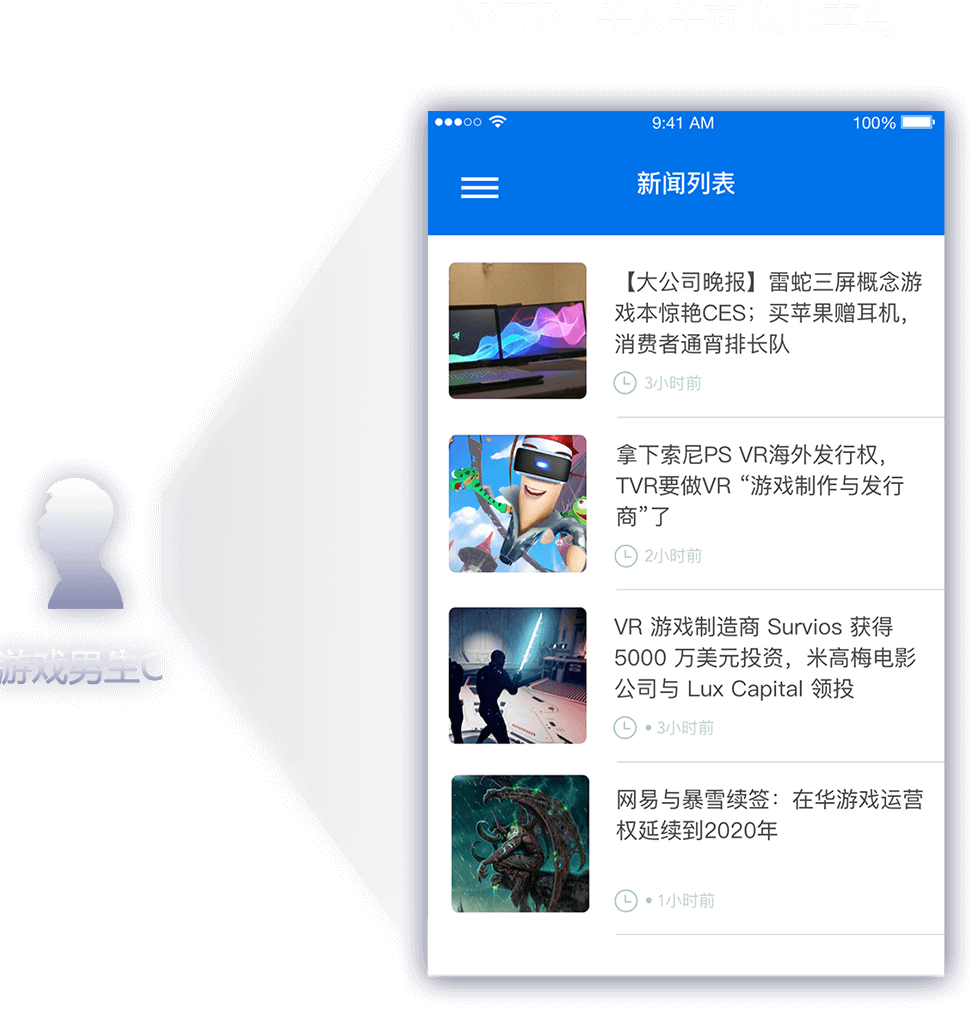 9:41 AM
100%
新闻列表
【大公司晚报】雷蛇三屏概念游
戏本惊艳CES；买苹果赠耳机，
消费者通宵排长队
3小时前
拿下索尼PS VR海外发行权，
TVR要做VR “游戏制作与发行
商”了
2小时前
VR 游戏制造商 Survios 获得
5000 万美元投资，米高梅电影
公司与 Lux Capital 领投
• 3小时前
网易与暴雪续签：在华游戏运营
权延续到2020年
• 1小时前
游戏男生C